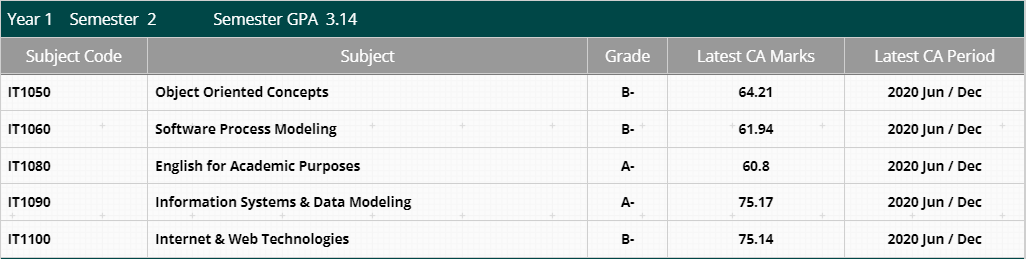 Year 1 Semester 2 Semester GPA 3.14
Subject Code Subject Grade Latest CA Marks Latest CA Period
IT1050 Object Oriented Concepts B- 64.21 2020 Jun / Dec
IT1060 Software Process Modeling B- 61.94 2020 Jun / Dec
IT1080 English for Academic Purposes A- 60.8 2020 Jun / Dec
IT1090 Information Systems & Data Modeling A- 75.17 2020 Jun / Dec
IT1100 Internet & Web Technologies B- 75.14 2020 Jun / Dec